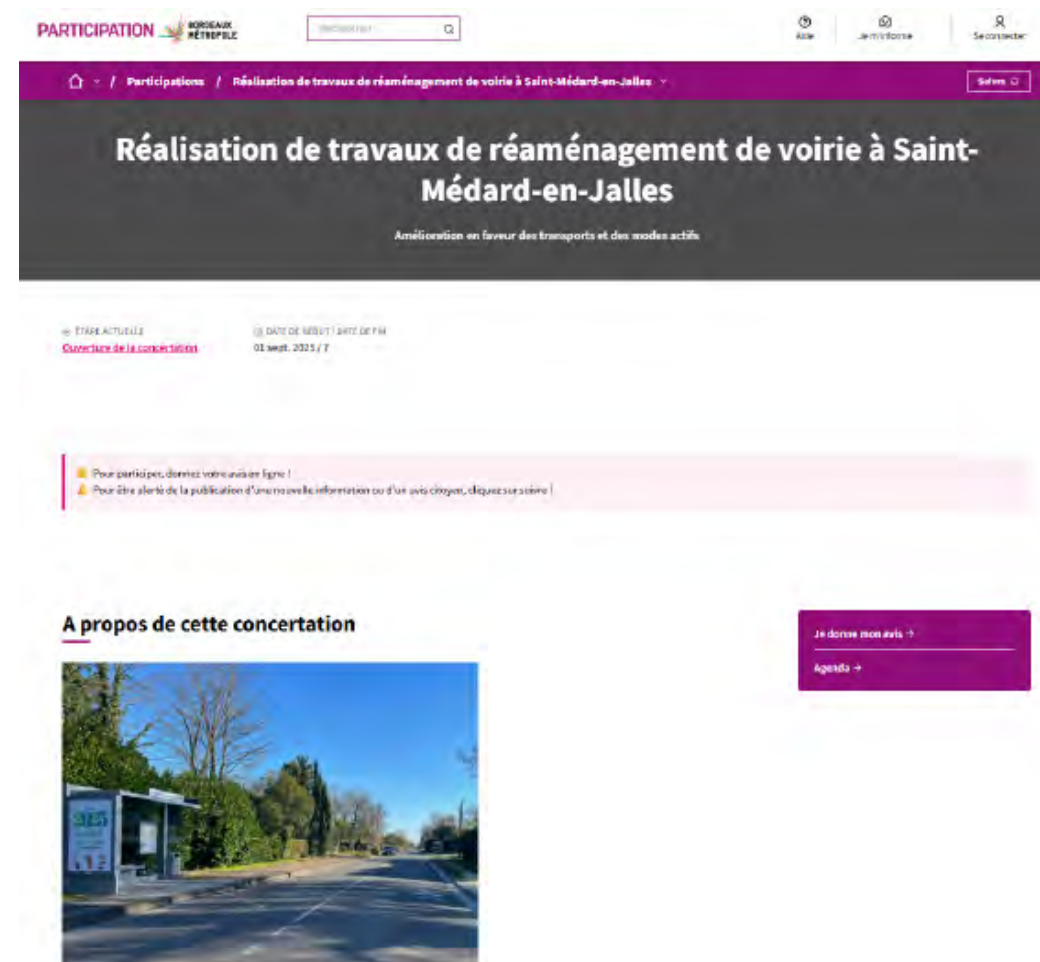 PARTICIPATION BORDEAUX MÉTROPOLE
Rechercher
Aide
Je m'informe
Se connecter
/ Participations / Réalisation de travaux de réaménagement de voirie à Saint-Médard-en-Jalles
Suivre
Réalisation de travaux de réaménagement de voirie à Saint-
Médard-en-Jalles
Amélioration en faveur des transports et des modes actifs
ÉTAPE ACTUELLE
Ouverture de la concertation
DATE DE DÉBUT / DATE DE FIN
01 sept. 2025 / ?
Pour participer, donnez votre avis en ligne !
Pour être alerté de la publication d'une nouvelle information ou d'un avis citoyen, cliquez sur suivre !
A propos de cette concertation
Je donne mon avis →
Agenda →